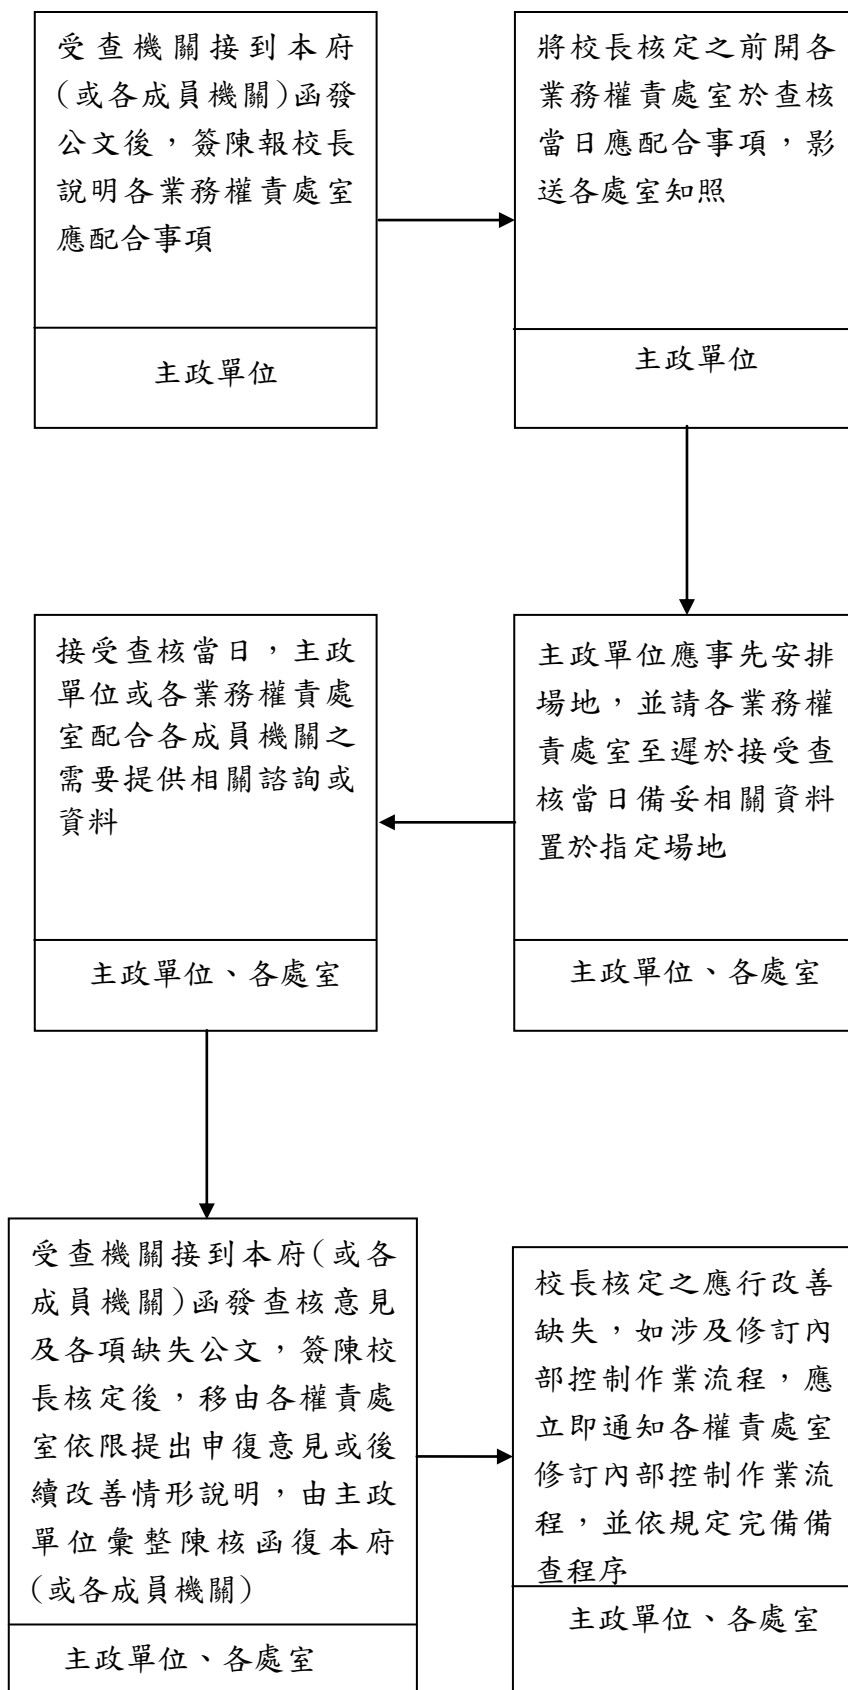 受查機關接到本府
(或各成員機關)函發
公文後，簽陳報校長
說明各業務權責處室
應配合事項
主政單位
將校長核定之前開各
業務權責處室於查核
當日應配合事項，影
送各處室知照
主政單位
主政單位應事先安排
場地，並請各業務權
責處室至遲於接受查
核當日備妥相關資料
置於指定場地
主政單位、各處室
接受查核當日，主政
單位或各業務權責處
室配合各成員機關之
需要提供相關諮詢或
資料
主政單位、各處室
受查機關接到本府(或各
成員機關)函發查核意見
及各項缺失公文，簽陳校
長核定後，移由各權責處
室依限提出申復意見或後
續改善情形說明，由主政
單位彙整陳核函復本府
(或各成員機關)
主政單位、各處室
校長核定之應行改善
缺失，如涉及修訂內
部控制作業流程，應
立即通知各權責處室
修訂內部控制作業流
程，並依規定完備備
查程序
主政單位、各處室